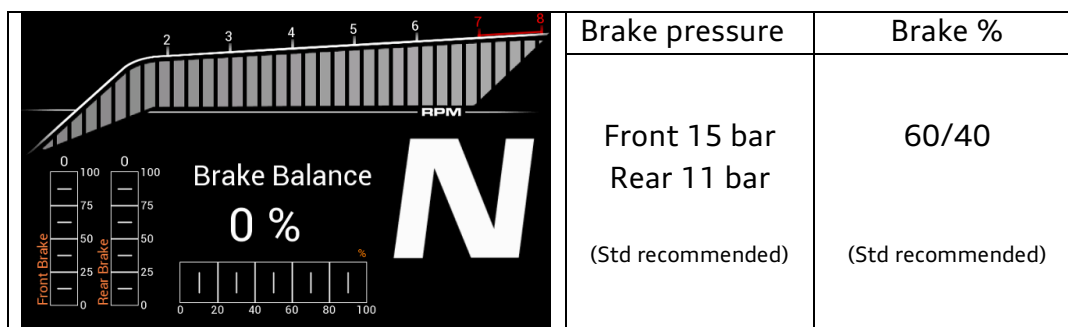 2 3 4 5 6 7 8
RPM
0 0
100 100
75 75
50 50
25 25
0 0
Front Brake
Rear Brake
Brake Balance
0 %
%
0 20 40 60 80 100
N
Brake pressure
Brake %
Front 15 bar
Rear 11 bar
60/40
(Std recommended)
(Std recommended)